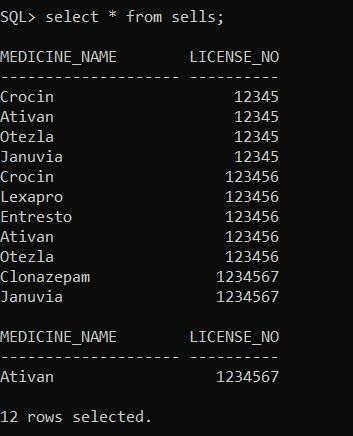 SQL> select * from sells;
MEDICINE_NAME        LICENSE_NO
-------------------- ----------
Crocin                    12345
Ativan                    12345
Otezla                    12345
Januvia                   12345
Crocin                   123456
Lexapro                  123456
Entresto                 123456
Ativan                   123456
Otezla                   123456
Clonazepam              1234567
Januvia                 1234567
MEDICINE_NAME        LICENSE_NO
-------------------- ----------
Ativan                  1234567
12 rows selected.